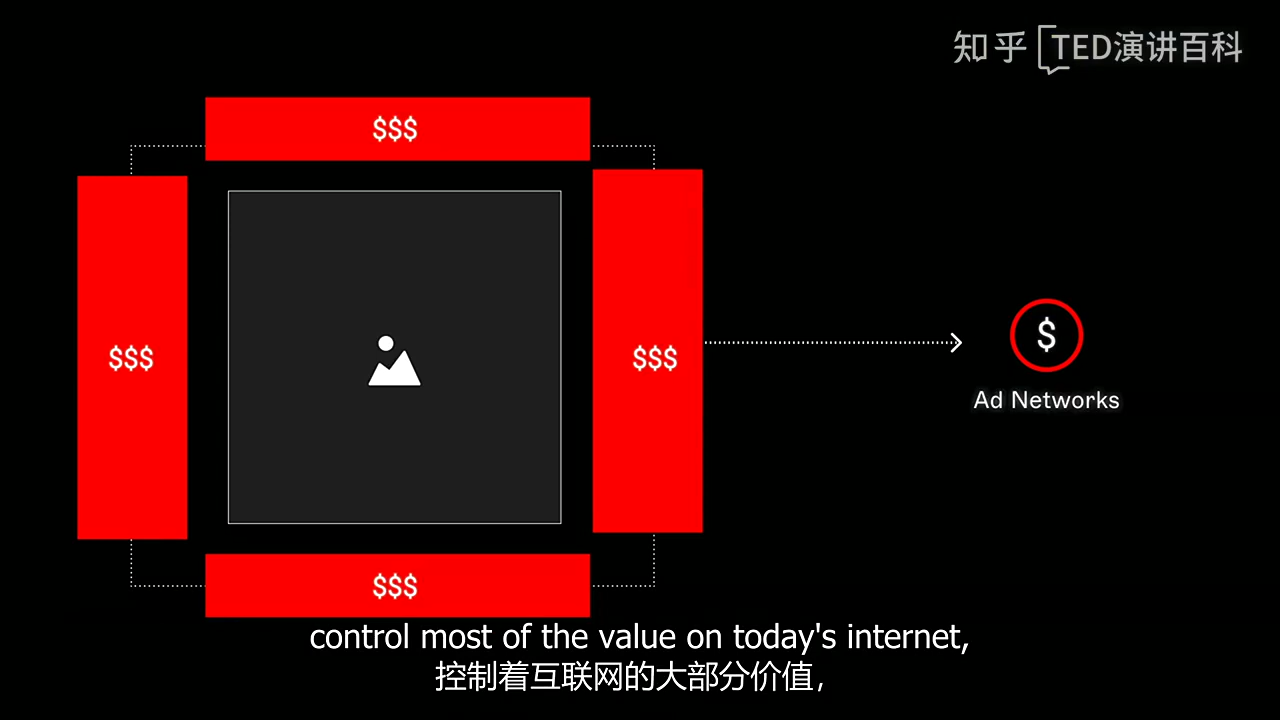 知乎 TED演讲百科
$$$
$$$
$$$
$
Ad Networks
$$$
control most of the value on today's internet,
控制着互联网的大部分价值，